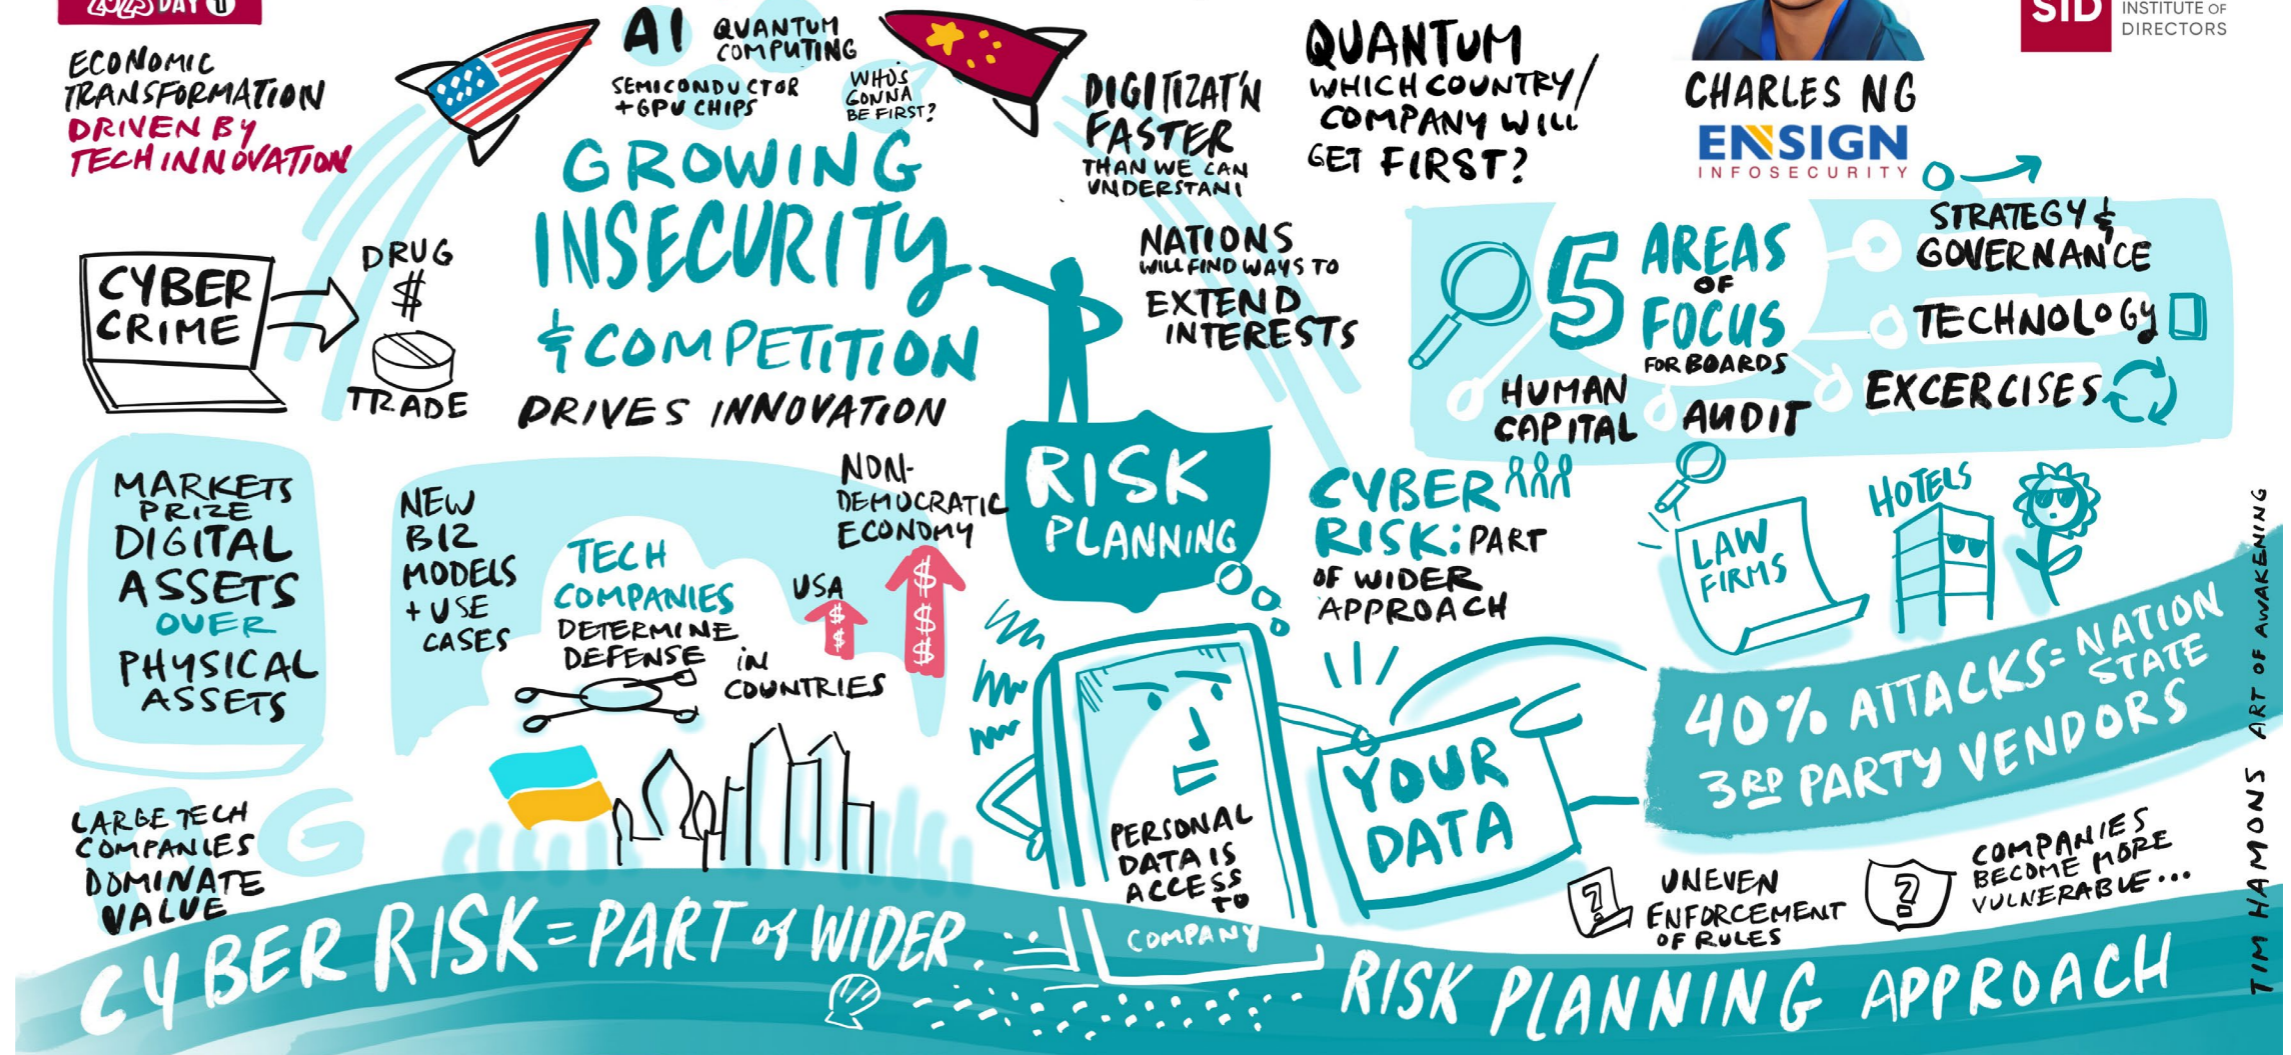 2023 DAY 1
ECONOMIC
TRANSFORMATION
DRIVEN BY
TECH INNOVATION
AI
QUANTUM
COMPUTING
SEMICONDUCTOR
+ GPU CHIPS
WHO'S
GONNA
BE FIRST?
GROWING
INSECURITY
& COMPETITION
DRIVES INNOVATION
DIGITIZAT'N
FASTER
THAN WE CAN
UNDERSTAN
NATIONS
WILL FIND WAYS TO
EXTEND
INTERESTS
QUANTUM
WHICH COUNTRY/
COMPANY WILL
GET FIRST?
CHARLES NG
ENSIGN
INFOSECURITY
SID
INSTITUTE OF
DIRECTORS
5 AREAS
OF
FOCUS
FOR BOARDS
STRATEGY &
GOVERNANCE
TECHNOLOGY
EXCERCISES
AUDIT
HUMAN
CAPITAL
CYBER
CRIME
DRUG
$
TRADE
MARKETS
PRIZE
DIGITAL
ASSETS
OVER
PHYSICAL
ASSETS
NEW
BIZ
MODELS
+ USE
CASES
TECH
COMPANIES
DETERMINE
DEFENSE
IN
COUNTRIES
USA
$
$
NON-
DEMOCRATIC
ECONOMY
$
$
$
RISK
PLANNING
CYBER
RISK: PART
OF WIDER
APPROACH
LAW
FIRMS
HOTELS
40% ATTACKS = NATION
STATE
3RD PARTY VENDORS
LARGE TECH
COMPANIES
DOMINATE
VALUE
G
PERSONAL
DATA IS
ACCESS
TO
COMPANY
YOUR
DATA
?
UNEVEN
ENFORCEMENT
OF RULES
?
COMPANIES
BECOME MORE
VULNERABLE...
CYBER RISK = PART of WIDER
RISK PLANNING APPROACH
TIM HAMONS ART OF AWAKENING